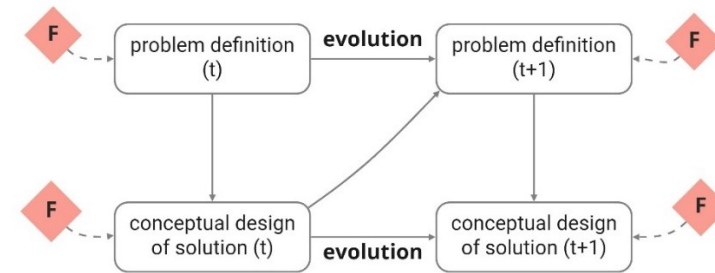 F
problem definition
(t)
evolution
problem definition
(t+1)
F
F
conceptual design
of solution (t)
evolution
conceptual design
of solution (t+1)
F